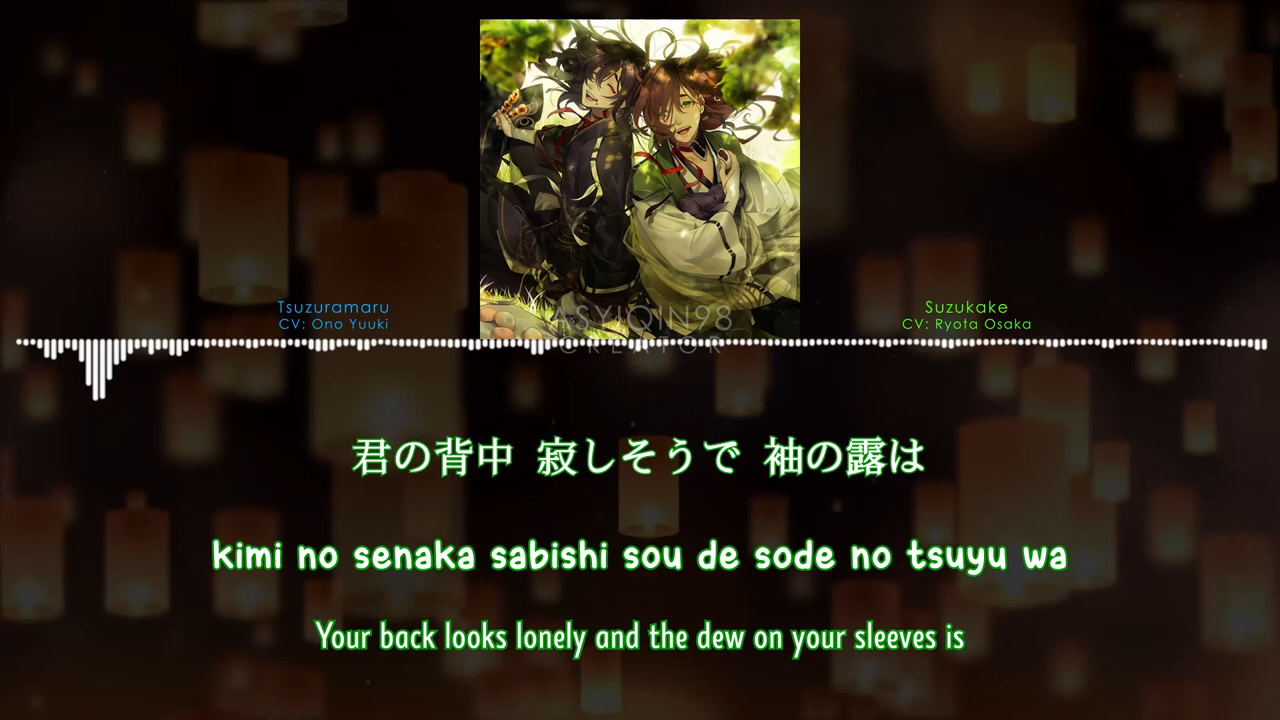 ASYIQIN98
CREATOR
Tsuzuramaru
CV: Ono Yuuki
Suzukake
CV: Ryota Osaka
君の背中 寂しそうで 袖の露は
kimi no senaka sabishi sou de sode no tsuyu wa
Your back looks lonely and the dew on your sleeves is